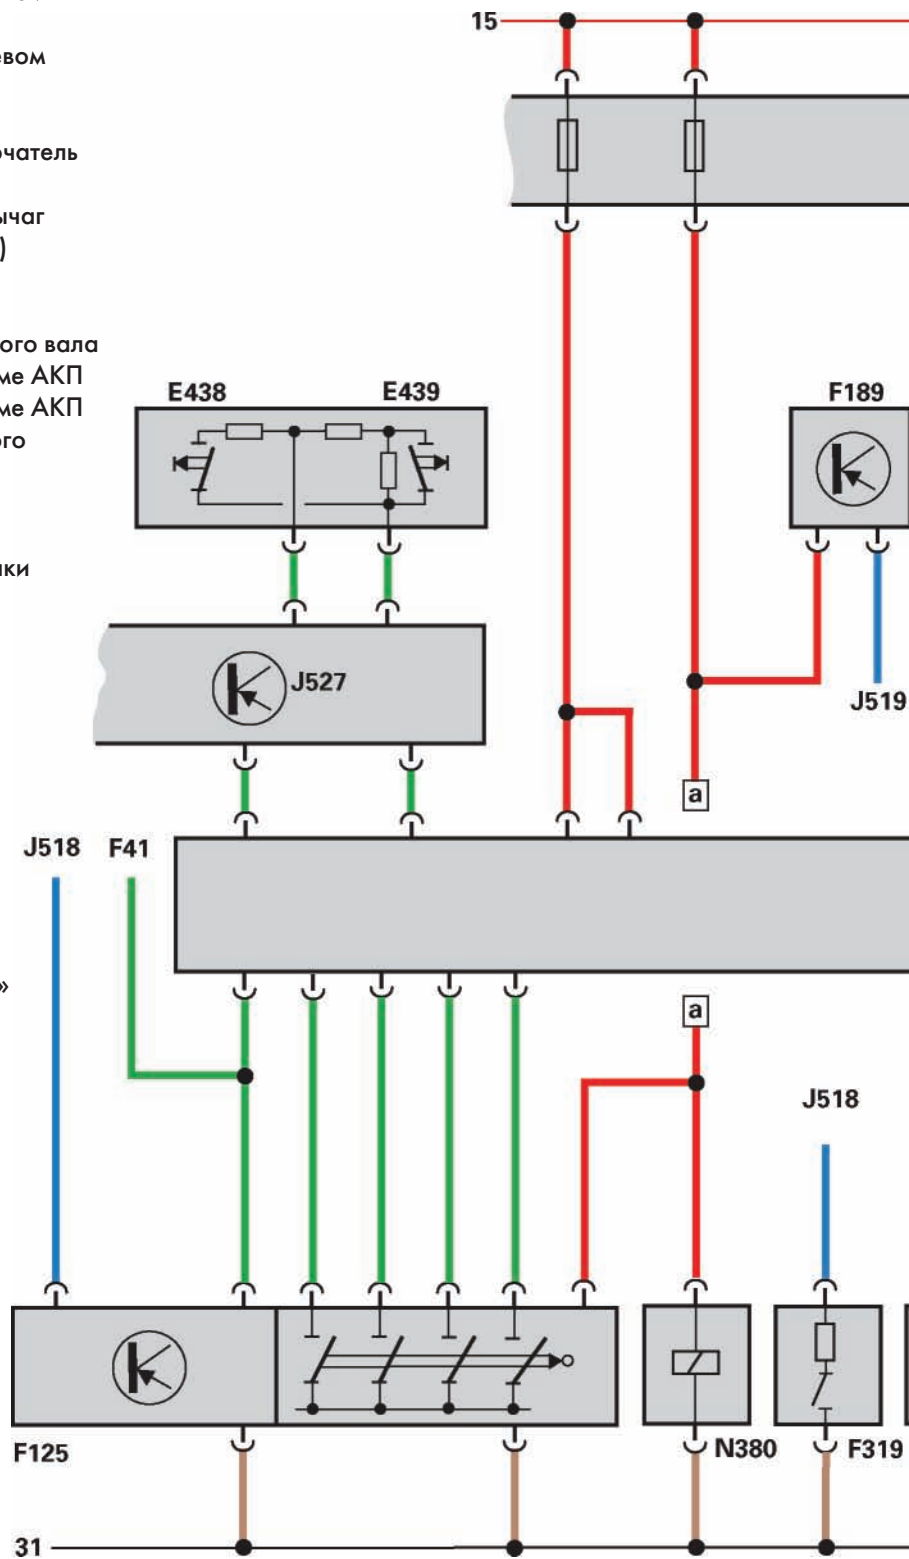 15
евом
чатель
ычаг
)
ого вала
ме АКП
ме АКП
ого
E438
E439
F189
ки
J527
J519
a
J518
F41
»
a
J518
F125
N380
F319
31